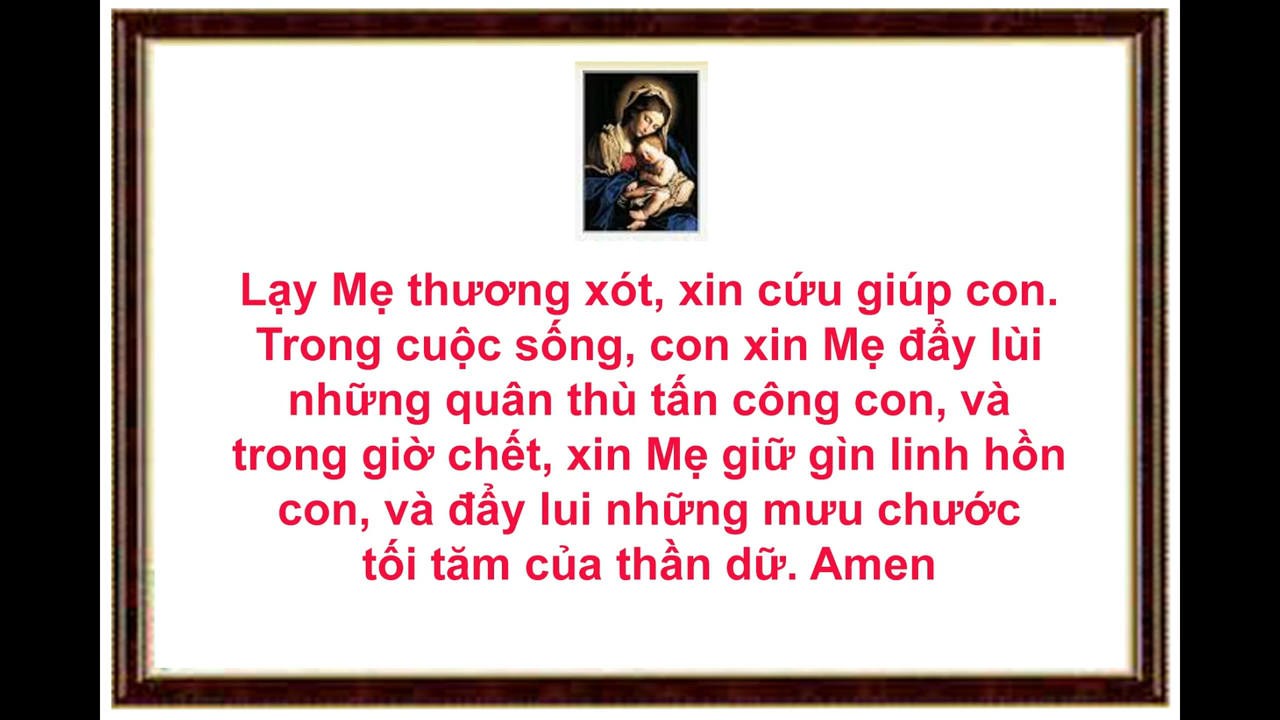 Lạy Mẹ thương xót, xin cứu giúp con.
Trong cuộc sống, con xin Mẹ đẩy lùi
những quân thù tấn công con, và
trong giờ chết, xin Mẹ giữ gìn linh hồn
con, và đẩy lui những mưu chước
tối tăm của thần dữ. Amen